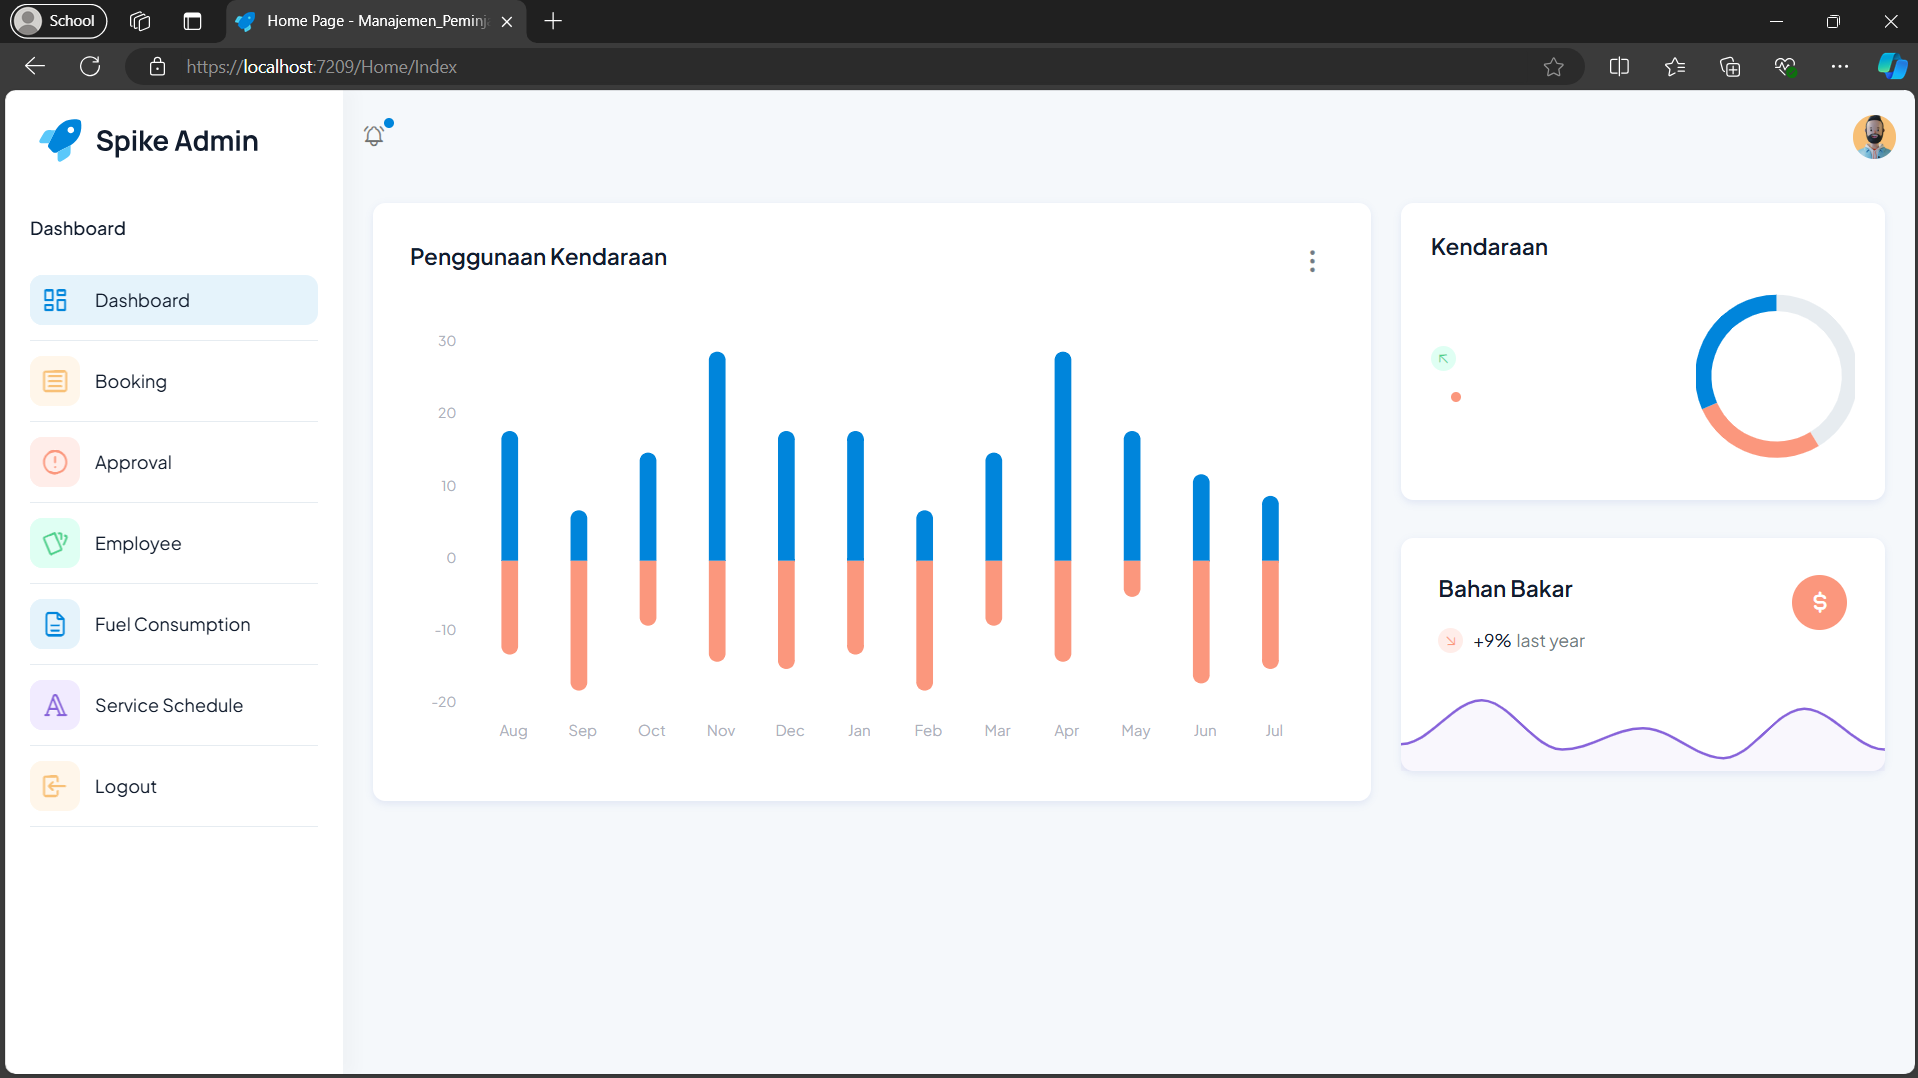 School
Home Page - Manajemen_Peminj
https://localhost:7209/Home/Index
Spike Admin
Dashboard
Dashboard
Booking
Approval
Employee
Fuel Consumption
Service Schedule
Logout
Penggunaan Kendaraan
30
20
10
0
-10
-20
Aug Sep Oct Nov Dec Jan Feb Mar Apr May Jun Jul
Kendaraan
Bahan Bakar
$
+9% last year